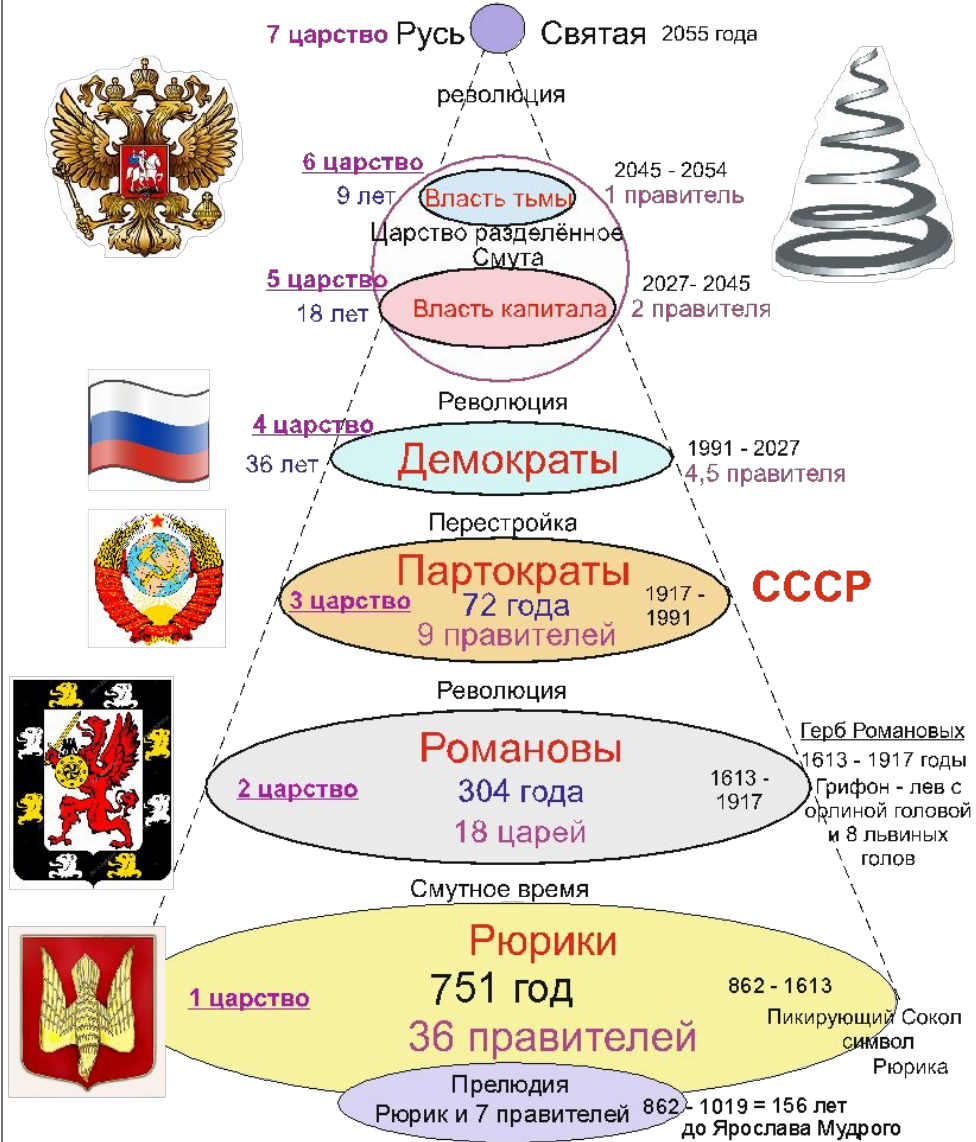 7 царство Русь Святая 2055 года
революция
6 царство
9 лет
Власть тьмы
2045 - 2054
1 правитель
Царство разделённое
Смута
5 царство
18 лет
Власть капитала
2027- 2045
2 правителя
Революция
4 царство
36 лет
Демократы
1991 - 2027
4,5 правителя
Перестройка
Партократы
3 царство
72 года
9 правителей
1917 -
1991
СССР
Революция
Романовы
2 царство
304 года
18 царей
1613 -
1917
Герб Романовых
1613 - 1917 годы
Грифон - лев с
орлиной головой
и 8 львиных
голов
Смутное время
Рюрики
1 царство
751 год
36 правителей
862 - 1613
Пикирующий Сокол
символ
Рюрика
Прелюдия
Рюрик и 7 правителей
862 - 1019 = 156 лет
до Ярослава Мудрого